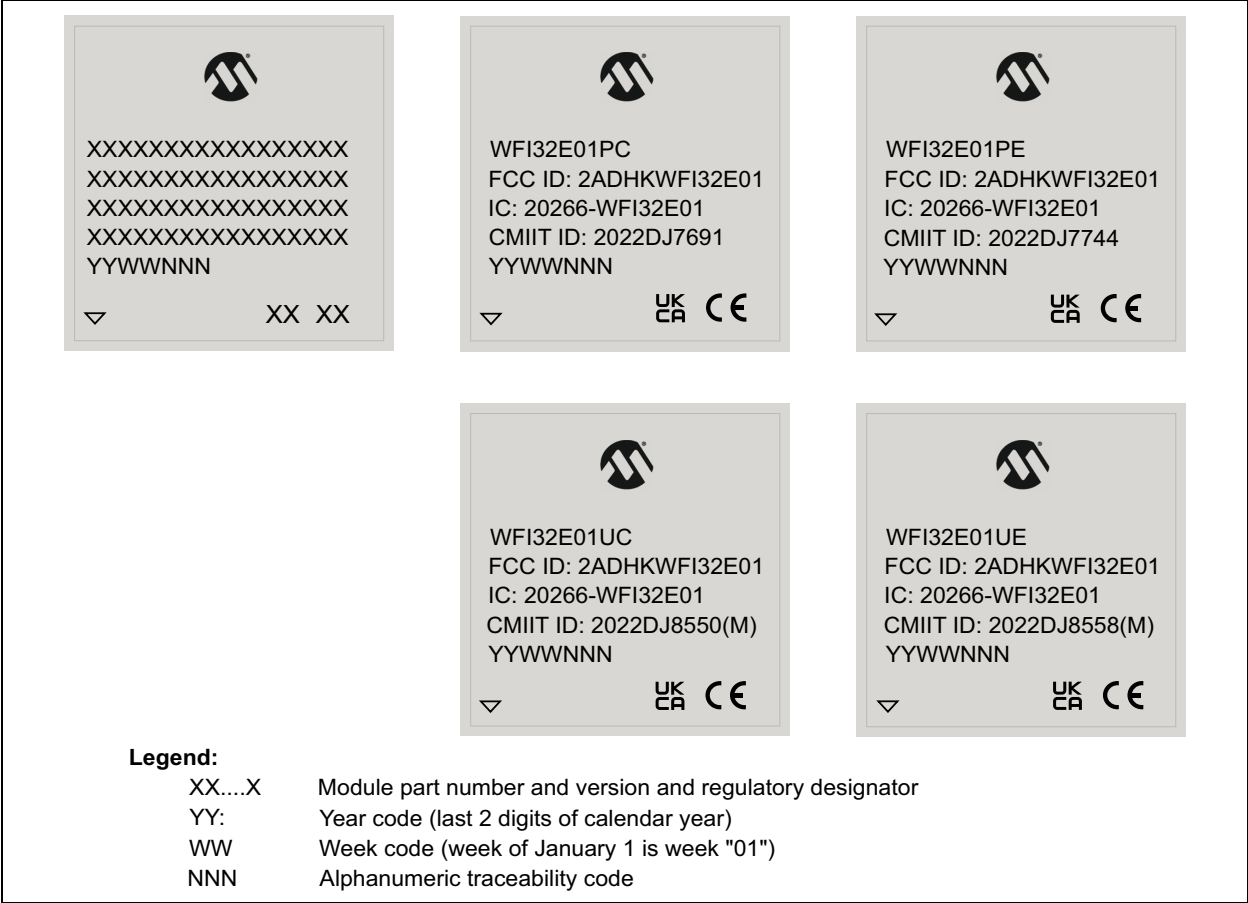 XXXXXXXXXXXXXXXXX
XXXXXXXXXXXXXXXXX
XXXXXXXXXXXXXXXXX
XXXXXXXXXXXXXXXXX
YYWWNNN
XX XX
WFI32E01PC
FCC ID: 2ADHKWFI32E01
IC: 20266-WFI32E01
CMIIT ID: 2022DJ7691
YYWWNNN
UK
CA CE
WFI32E01PE
FCC ID: 2ADHKWFI32E01
IC: 20266-WFI32E01
CMIIT ID: 2022DJ7744
YYWWNNN
UK
CA CE
WFI32E01UC
FCC ID: 2ADHKWFI32E01
IC: 20266-WFI32E01
CMIIT ID: 2022DJ8550(M)
YYWWNNN
UK
CA CE
WFI32E01UE
FCC ID: 2ADHKWFI32E01
IC: 20266-WFI32E01
CMIIT ID: 2022DJ8558(M)
YYWWNNN
UK
CA CE
Legend:
XX....X Module part number and version and regulatory designator
YY: Year code (last 2 digits of calendar year)
WW Week code (week of January 1 is week "01")
NNN Alphanumeric traceability code